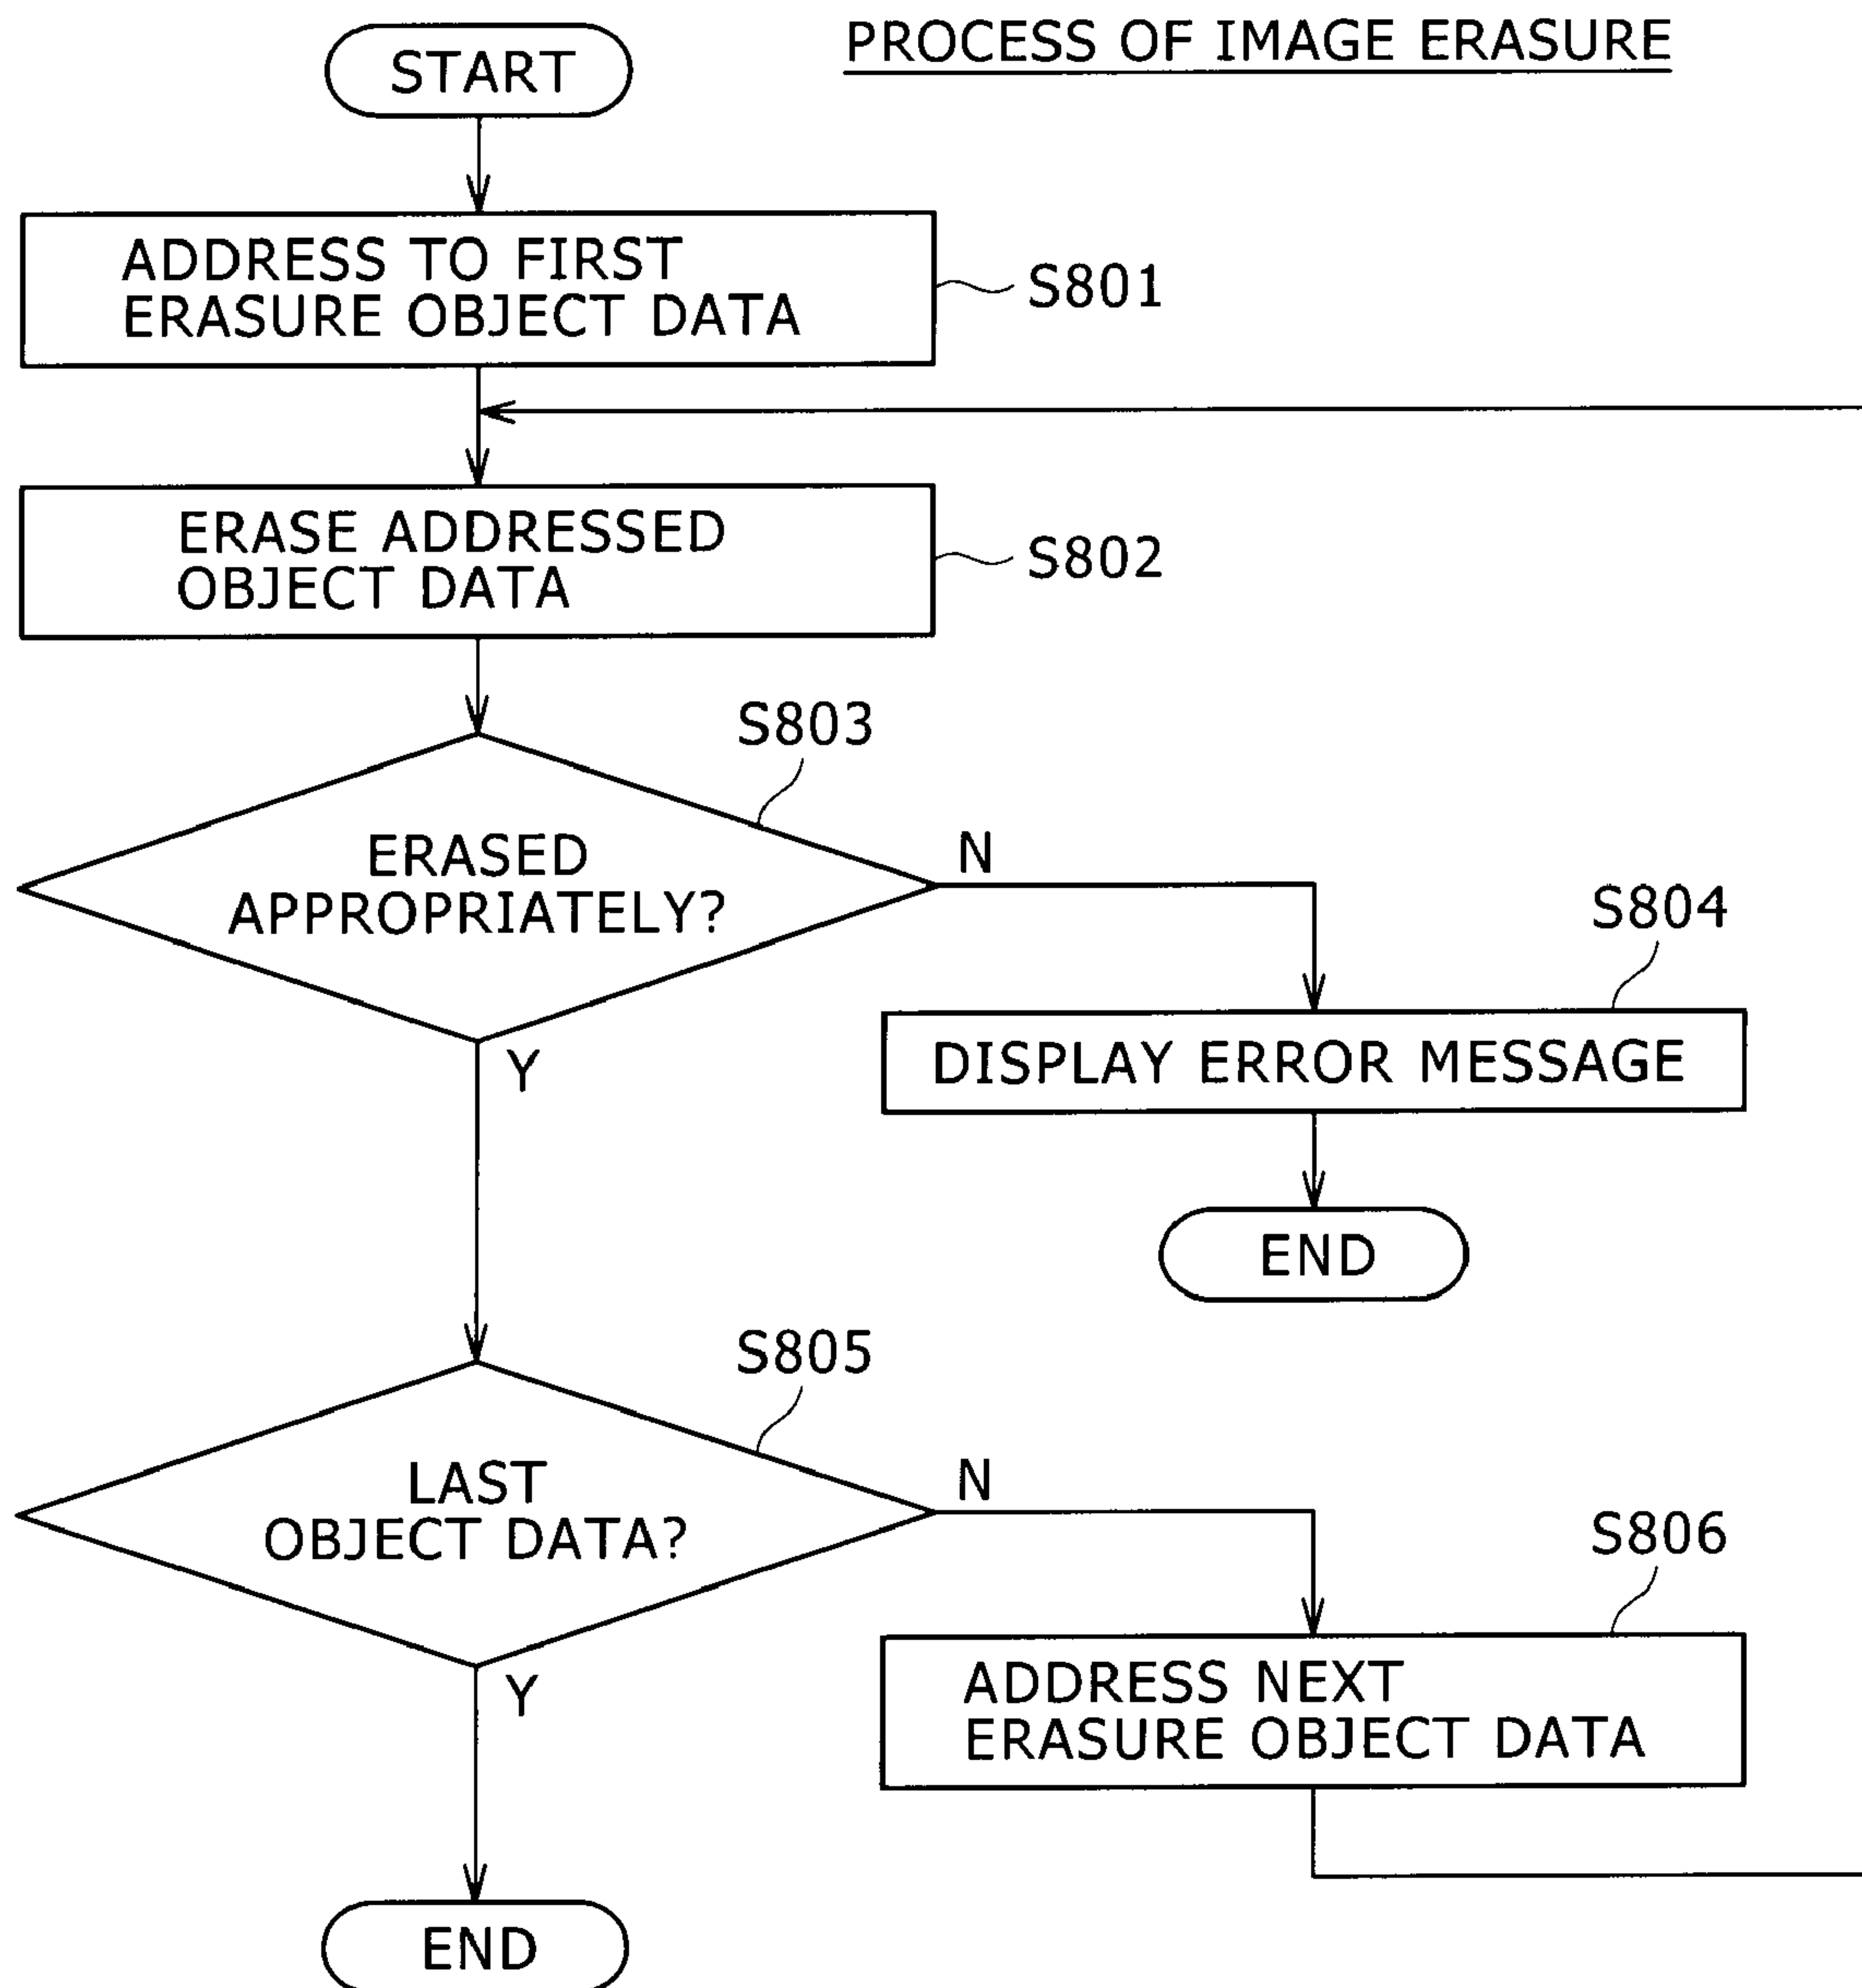 PROCESS OF IMAGE ERASURE
START
ADDRESS TO FIRST
ERASURE OBJECT DATA
S801
ERASE ADDRESSED
OBJECT DATA
S802
S803
ERASED
APPROPRIATELY?
N
Y
S804
DISPLAY ERROR MESSAGE
END
S805
LAST
OBJECT DATA?
N
Y
S806
ADDRESS NEXT
ERASURE OBJECT DATA
END